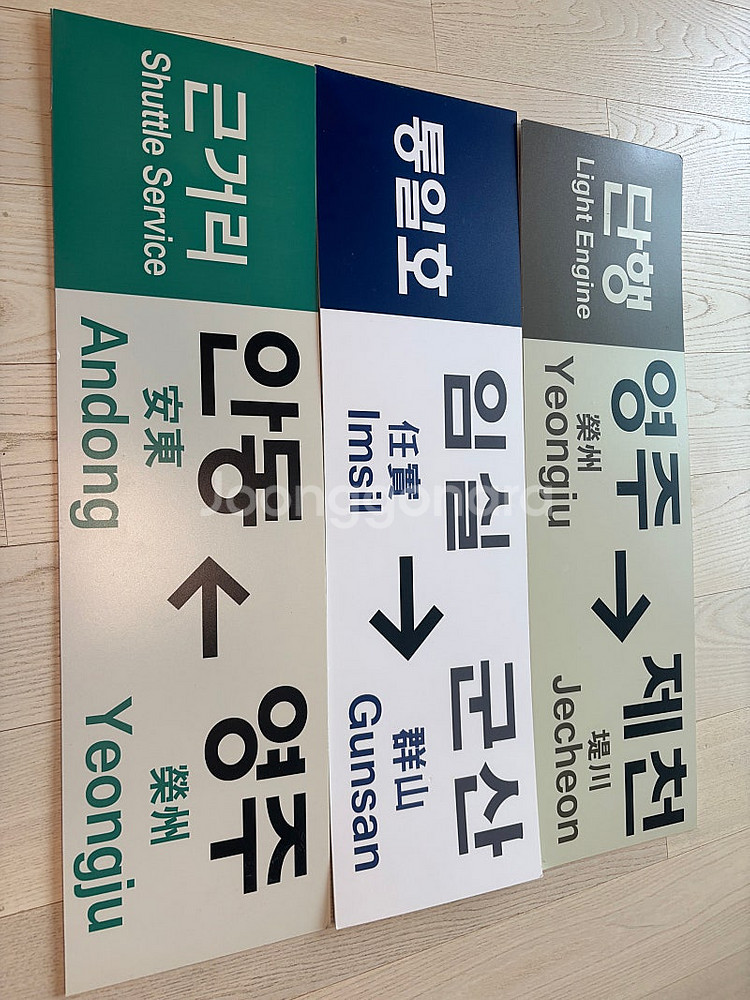 근거리
Shuttle Service
안동 ← 영주
安東 榮州
Andong Yeongju
통일호
임실 → 군산
任實 群山
Imsil Gunsan
단행
Light Engine
영주 → 제천
榮州 堤川
Yeongju Jecheon
Joonggonara